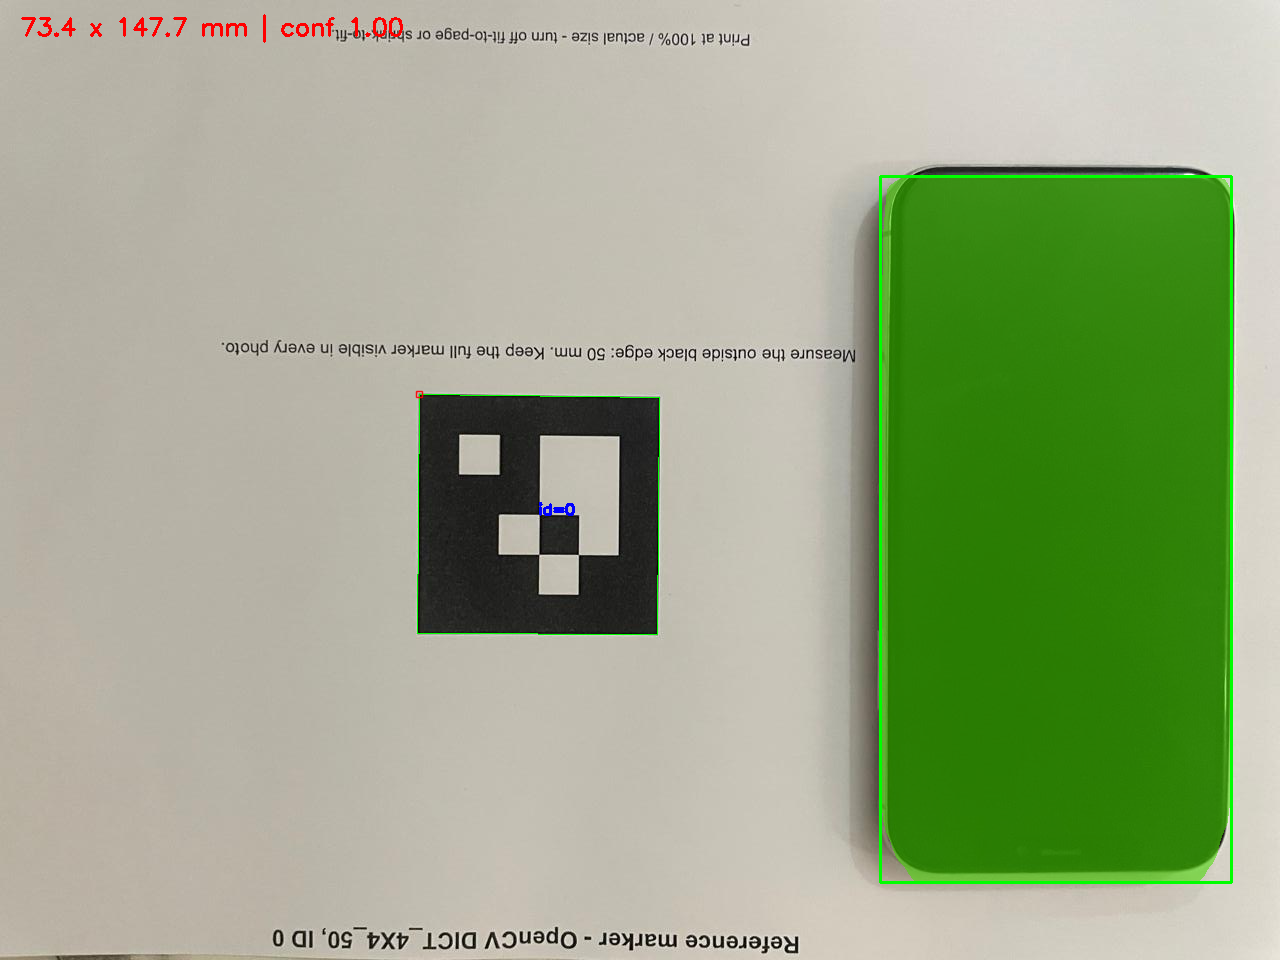 73.4 x 147.7 mm | conf 1.00
Print at 100% / actual size - turn off fit-to-page or shrink-to-fit.
Measure the outside black edge: 50 mm. Keep the full marker visible in every photo.
id=0
Reference marker - OpenCV DICT_4X4_50, ID 0